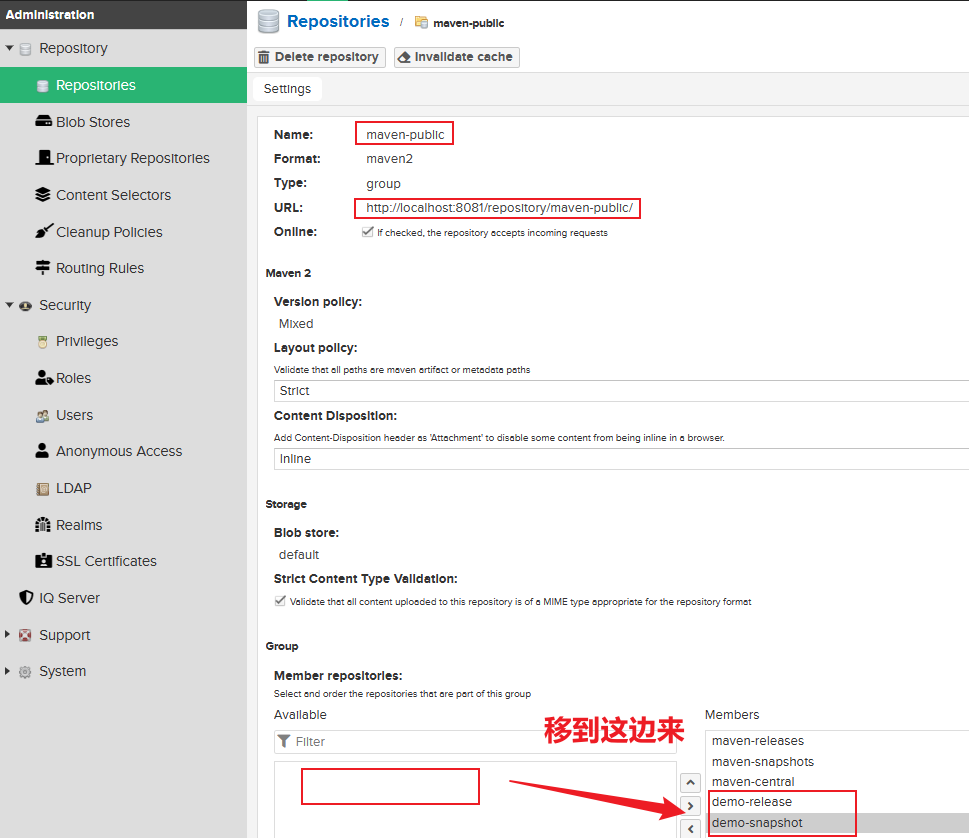 Administration
Repository
Repositories
Blob Stores
Proprietary Repositories
Content Selectors
Cleanup Policies
Routing Rules
Security
Privileges
Roles
Users
Anonymous Access
LDAP
Realms
SSL Certificates
IQ Server
Support
System
Repositories / maven-public
Delete repository Invalidate cache
Settings
Name: maven-public
Format: maven2
Type: group
URL: http://localhost:8081/repository/maven-public/
Online: If checked, the repository accepts incoming requests
Maven 2
Version policy:
Mixed
Layout policy:
Validate that all paths are maven artifact or metadata paths
Strict
Content Disposition:
Add Content-Disposition header as 'Attachment' to disable some content from being inline in a browser.
Inline
Storage
Blob store:
default
Strict Content Type Validation:
Validate that all content uploaded to this repository is of a MIME type appropriate for the repository format
Group
Member repositories:
Select and order the repositories that are part of this group
Available
Filter
移到这边来
Members
maven-releases
maven-snapshots
maven-central
demo-release
demo-snapshot